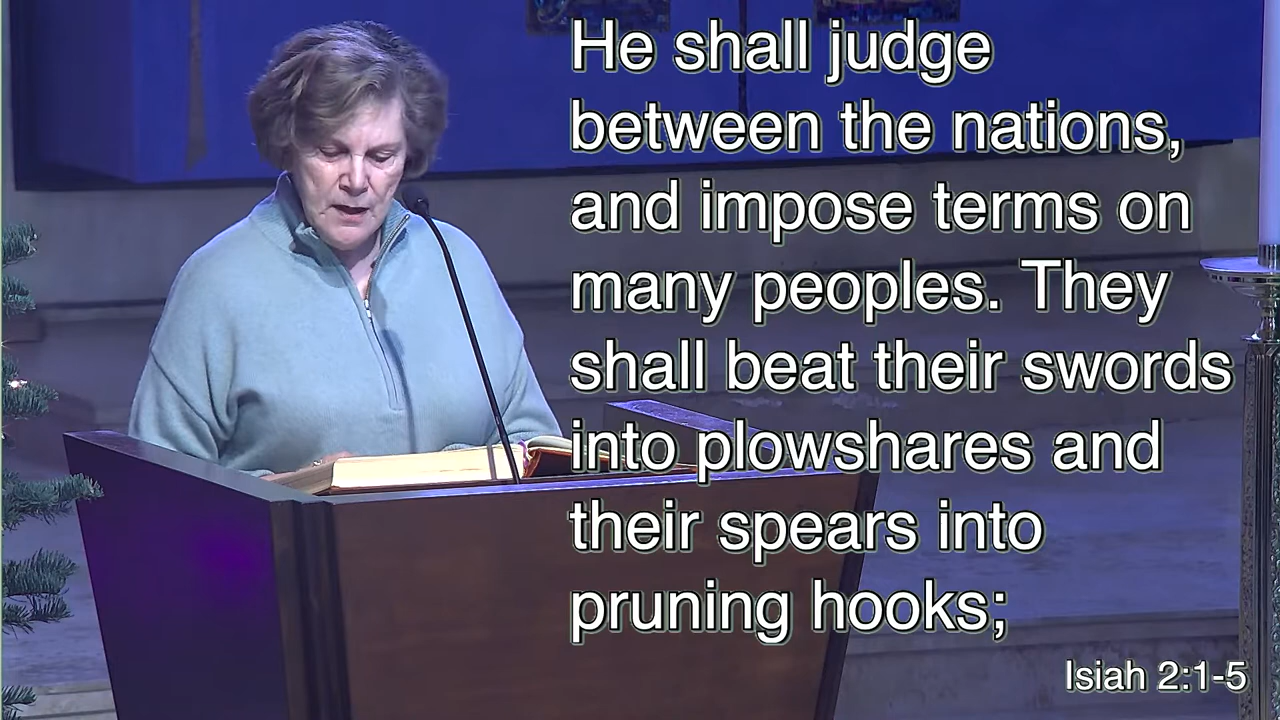 He shall judge
between the nations,
and impose terms on
many peoples. They
shall beat their swords
into plowshares and
their spears into
pruning hooks;
Isiah 2:1-5